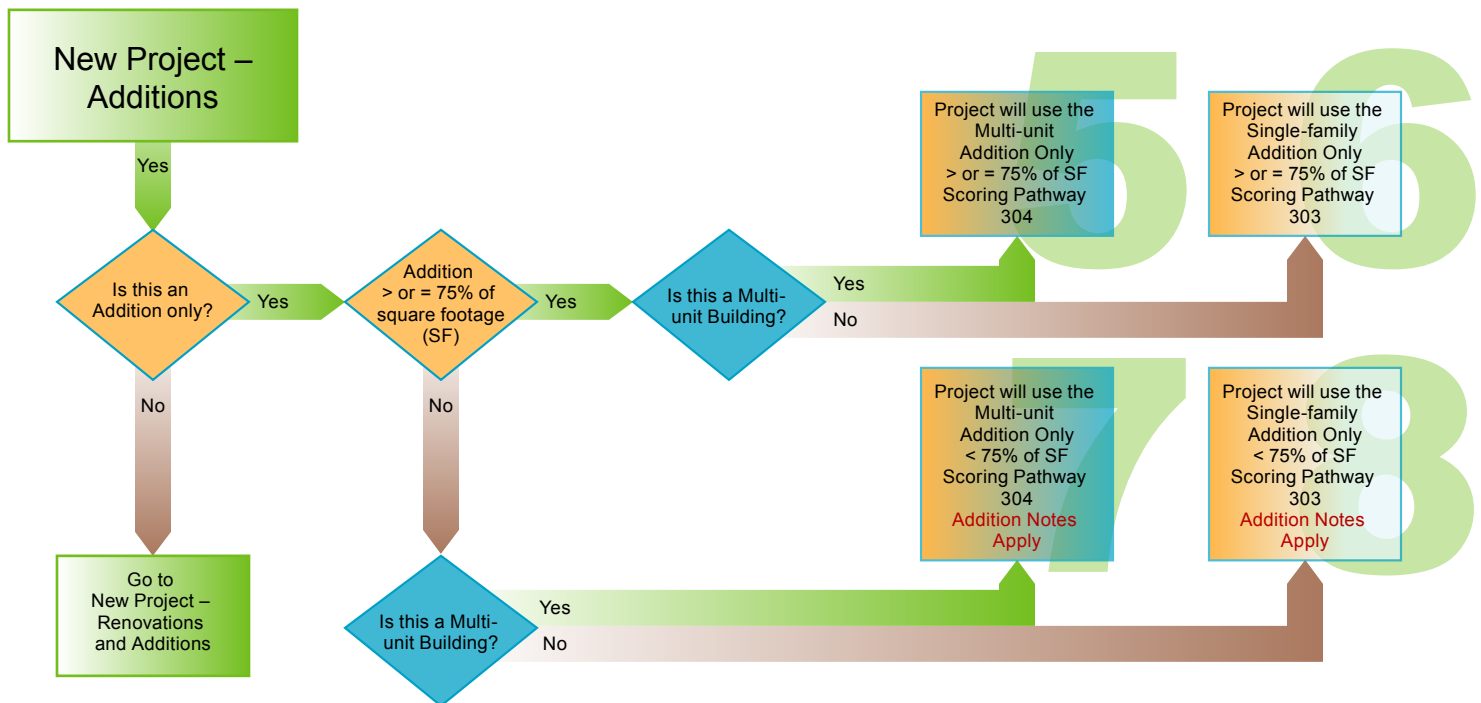 New Project –
Additions
Yes
Is this an
Addition only?
Yes
Addition
> or = 75% of
square footage
(SF)
Yes
Is this a Multi-
unit Building?
Yes
No
5
Project will use the
Multi-unit
Addition Only
> or = 75% of SF
Scoring Pathway
304
6
Project will use the
Single-family
Addition Only
> or = 75% of SF
Scoring Pathway
303
No
Go to
New Project –
Renovations
and Additions
No
Is this a Multi-
unit Building?
Yes
No
7
Project will use the
Multi-unit
Addition Only
< 75% of SF
Scoring Pathway
304
Addition Notes
Apply
8
Project will use the
Single-family
Addition Only
< 75% of SF
Scoring Pathway
303
Addition Notes
Apply